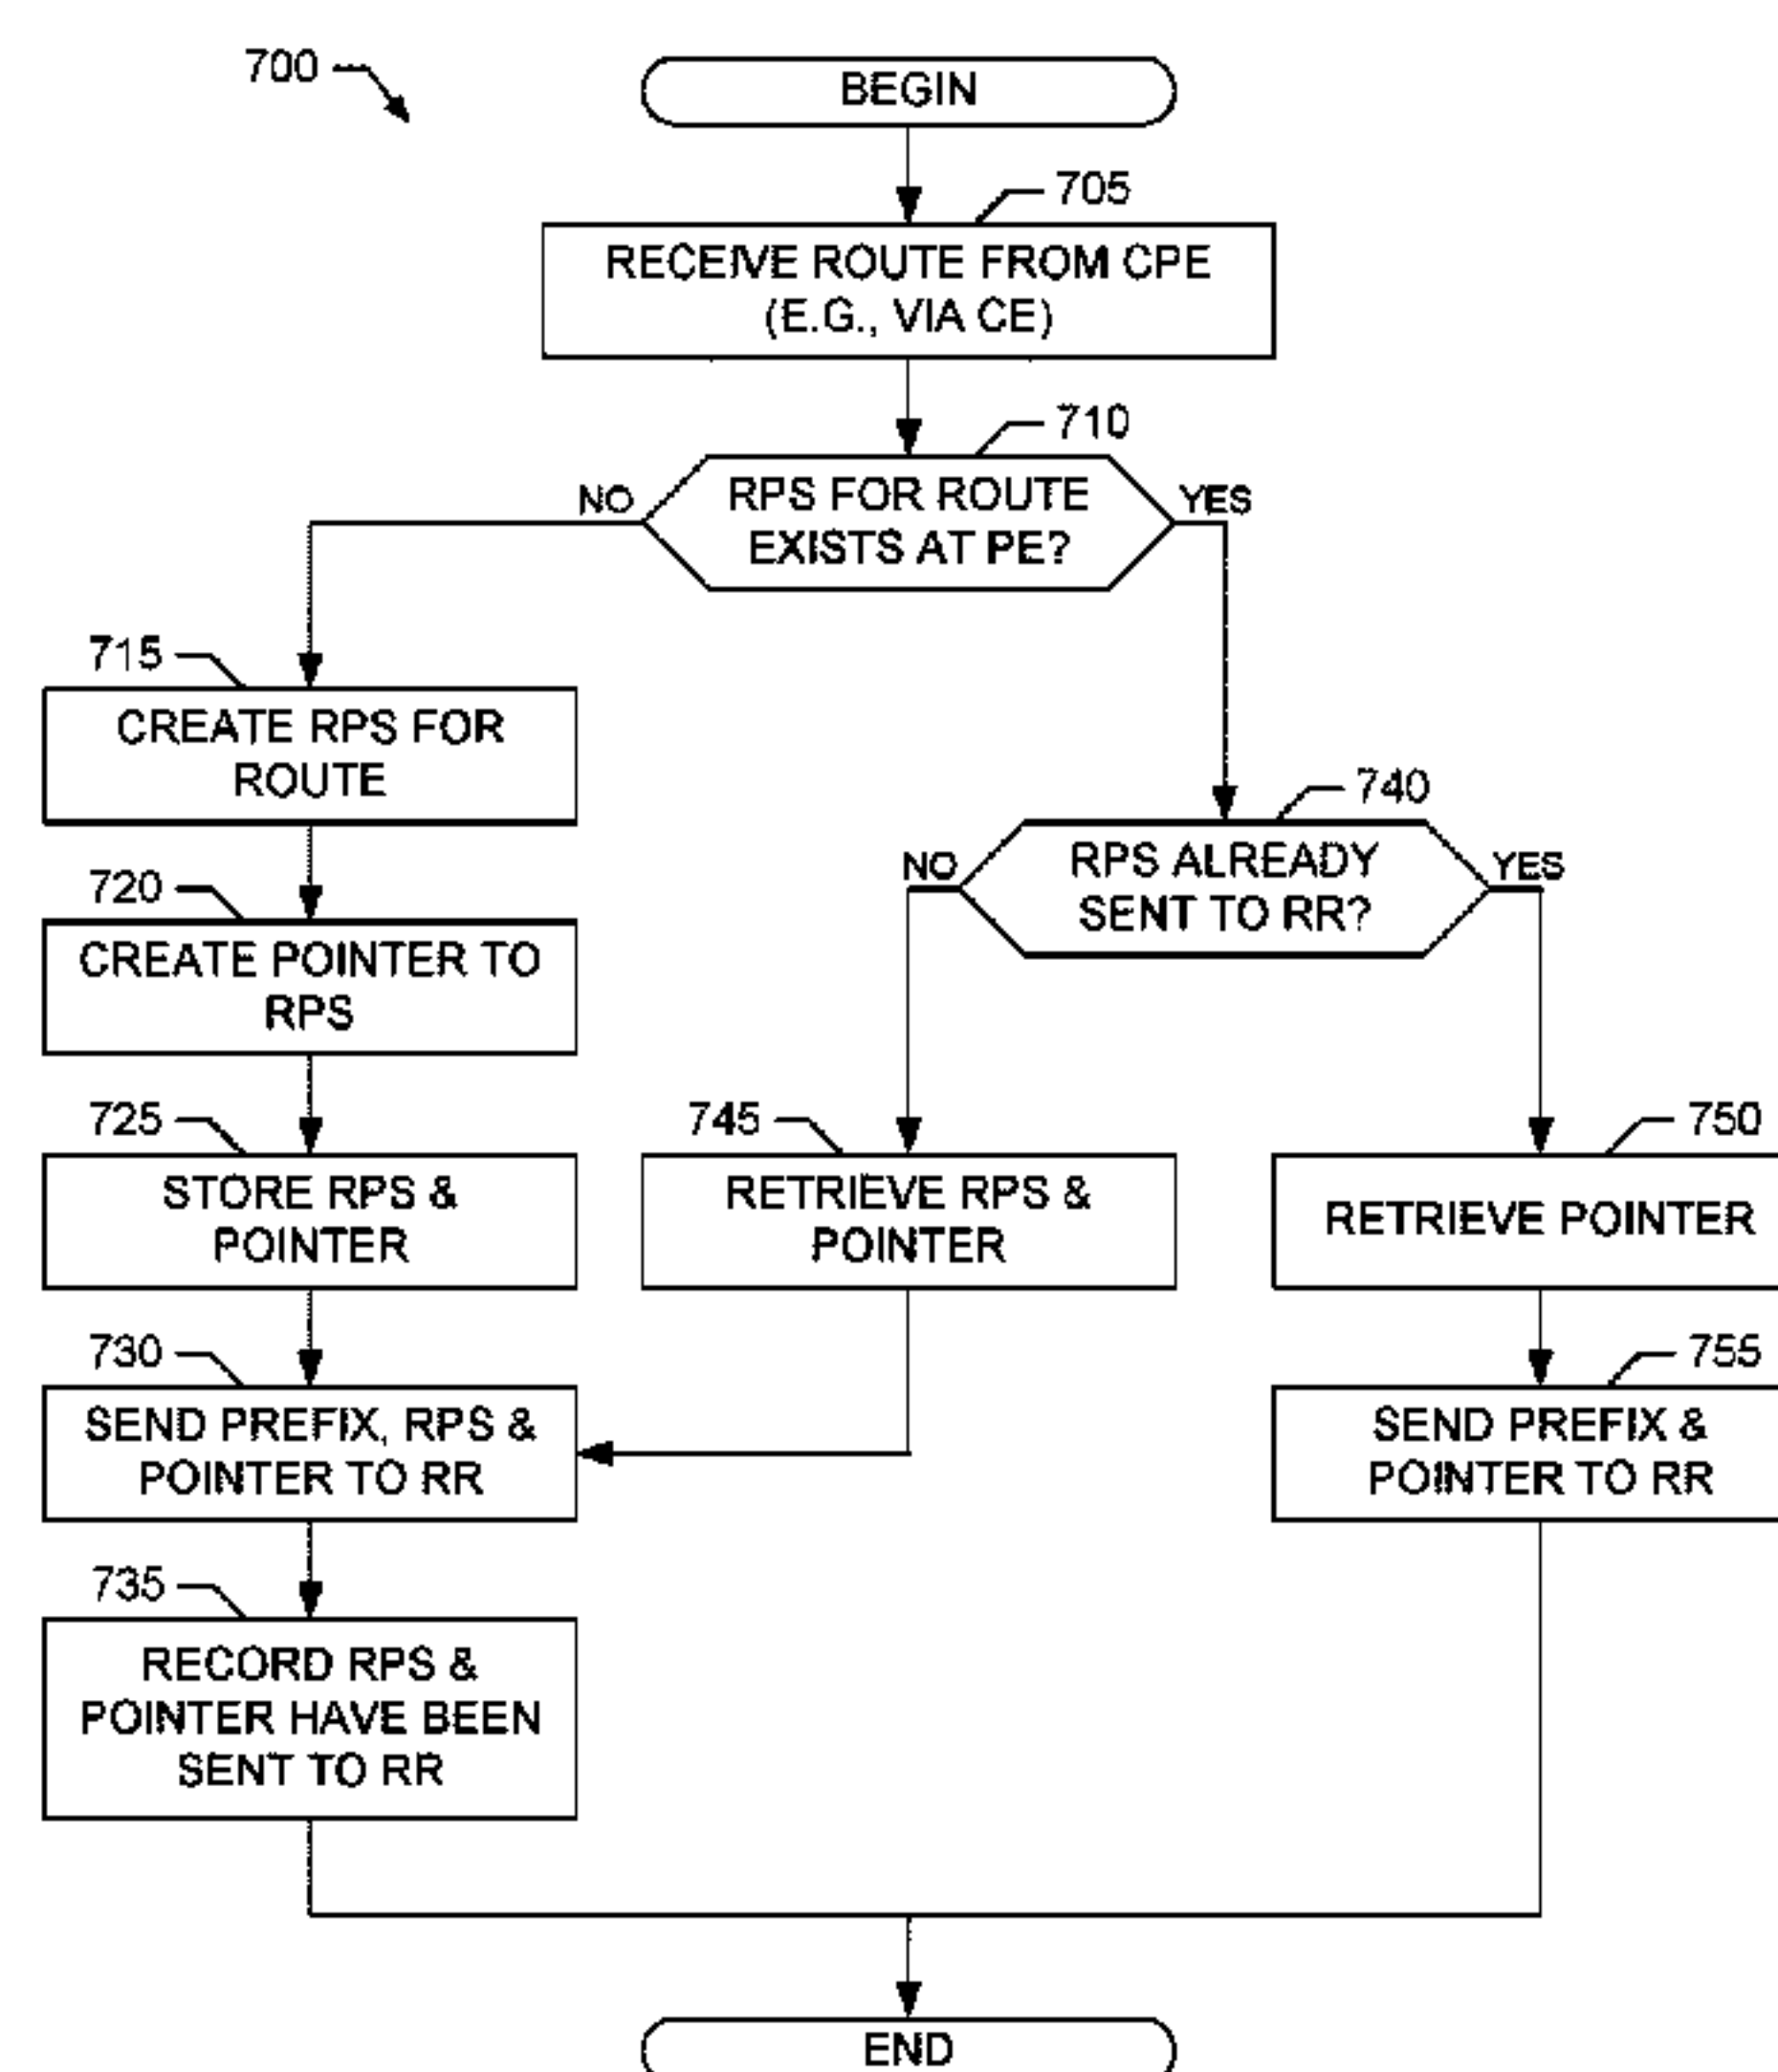 700
BEGIN
705
RECEIVE ROUTE FROM CPE
(E.G., VIA CE)
710
NO
RPS FOR ROUTE
EXISTS AT PE?
YES
715
CREATE RPS FOR
ROUTE
740
NO
RPS ALREADY
SENT TO RR?
YES
720
CREATE POINTER TO
RPS
725
STORE RPS &
POINTER
745
RETRIEVE RPS &
POINTER
750
RETRIEVE POINTER
730
SEND PREFIX, RPS &
POINTER TO RR
755
SEND PREFIX &
POINTER TO RR
735
RECORD RPS &
POINTER HAVE BEEN
SENT TO RR
END